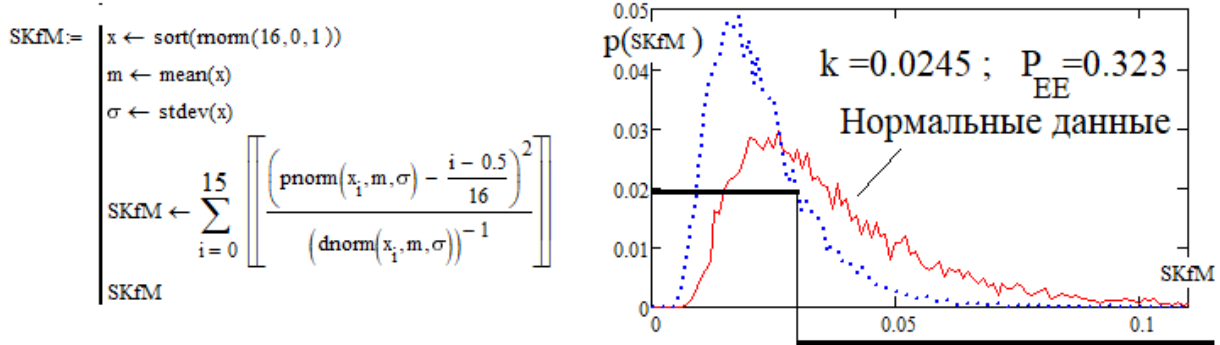 SKfM:= x ← sort(rnorm(16,0,1))
m ← mean(x)
σ ← stdev(x)
SKfM ← ∑ i = 0 15 [[ (pnorm(x_i,m,σ) − (i − 0.5)/16)^2 / (dnorm(x_i,m,σ))^−1 ]]
SKfM
p(SKfM)
0.05
0.04
0.03
0.02
0.01
0
k =0.0245 ; P_EE=0.323
Нормальные данные
SKfM
0 0.05 0.1